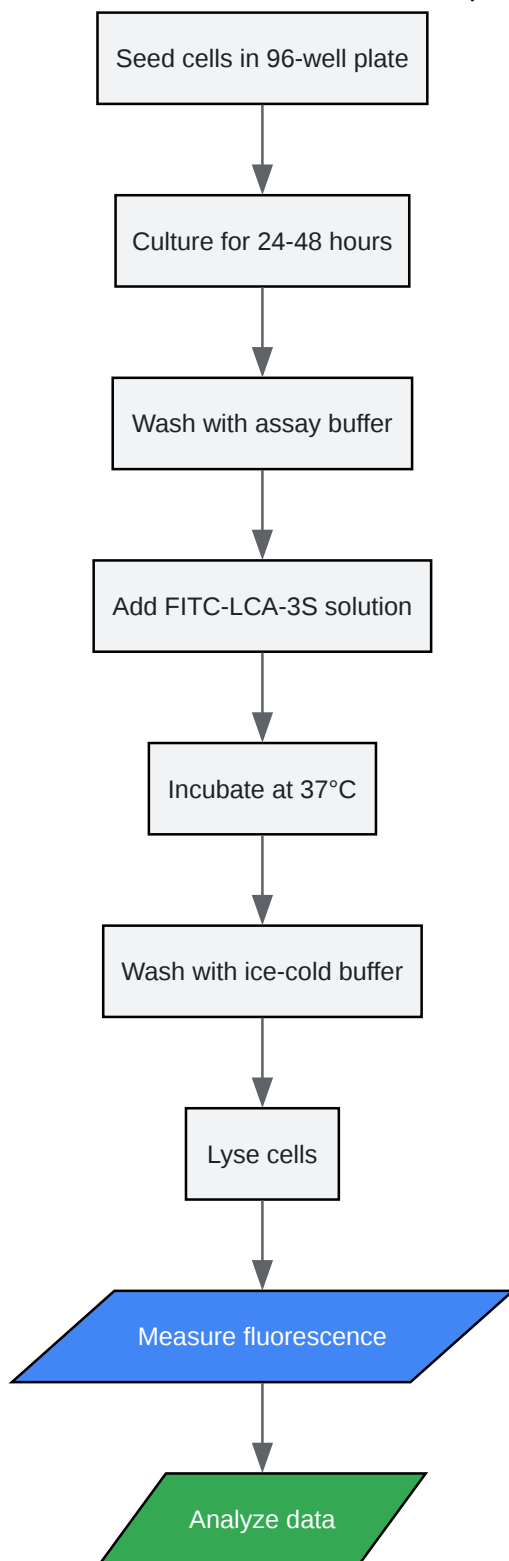 Seed cells in 96-well plate
Culture for 24-48 hours
Wash with assay buffer
Add FITC-LCA-3S solution
Incubate at 37°C
Wash with ice-cold buffer
Lyse cells
Measure fluorescence
Analyze data